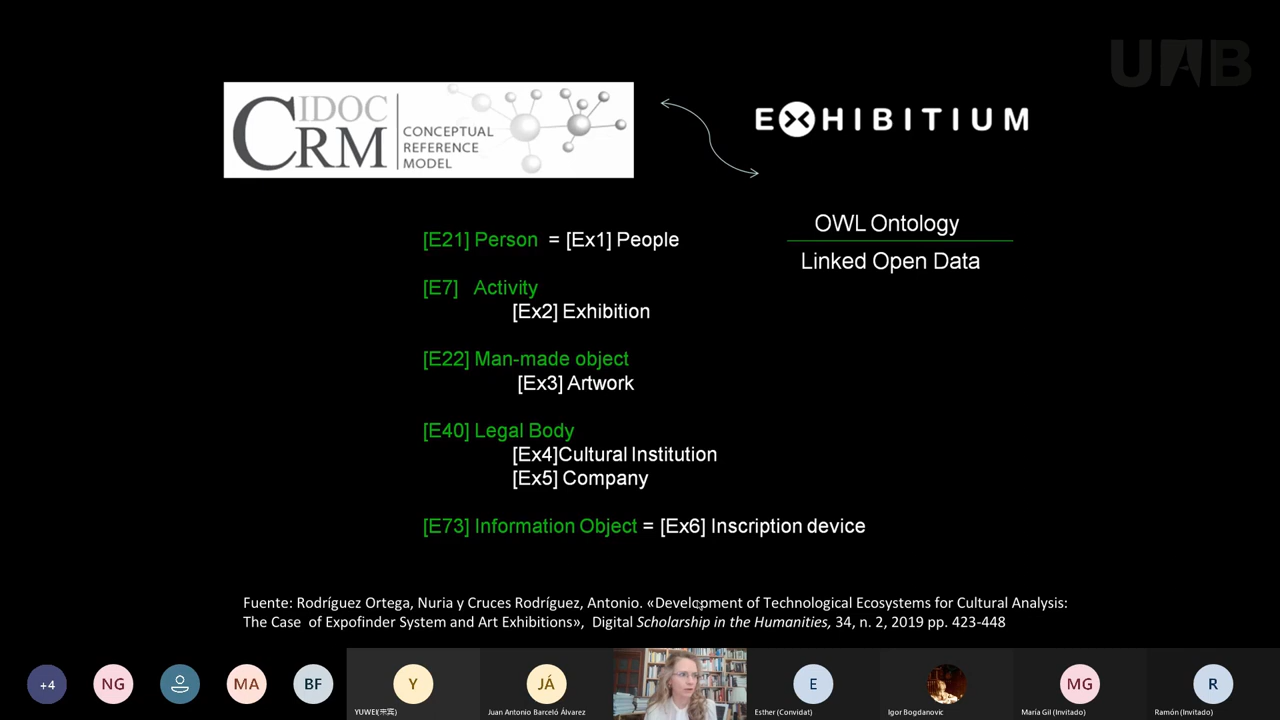 UAB
CIDOC
CRM
CONCEPTUAL
REFERENCE
MODEL
EXHIBITIUM
OWL Ontology
Linked Open Data
[E21] Person = [Ex1] People
[E7] Activity
[Ex2] Exhibition
[E22] Man-made object
[Ex3] Artwork
[E40] Legal Body
[Ex4]Cultural Institution
[Ex5] Company
[E73] Information Object = [Ex6] Inscription device
Fuente: Rodríguez Ortega, Nuria y Cruces Rodríguez, Antonio. «Development of Technological Ecosystems for Cultural Analysis:
The Case of Expofinder System and Art Exhibitions», Digital Scholarship in the Humanities, 34, n. 2, 2019 pp. 423-448
+4
NG
MA
BF
Y
JÁ
E
MG
R
Juan Antonio Barceló Álvarez
Esther (Convidat)
Igor Bogdanovic
María Gil (Invitado)
Ramón (Invitado)